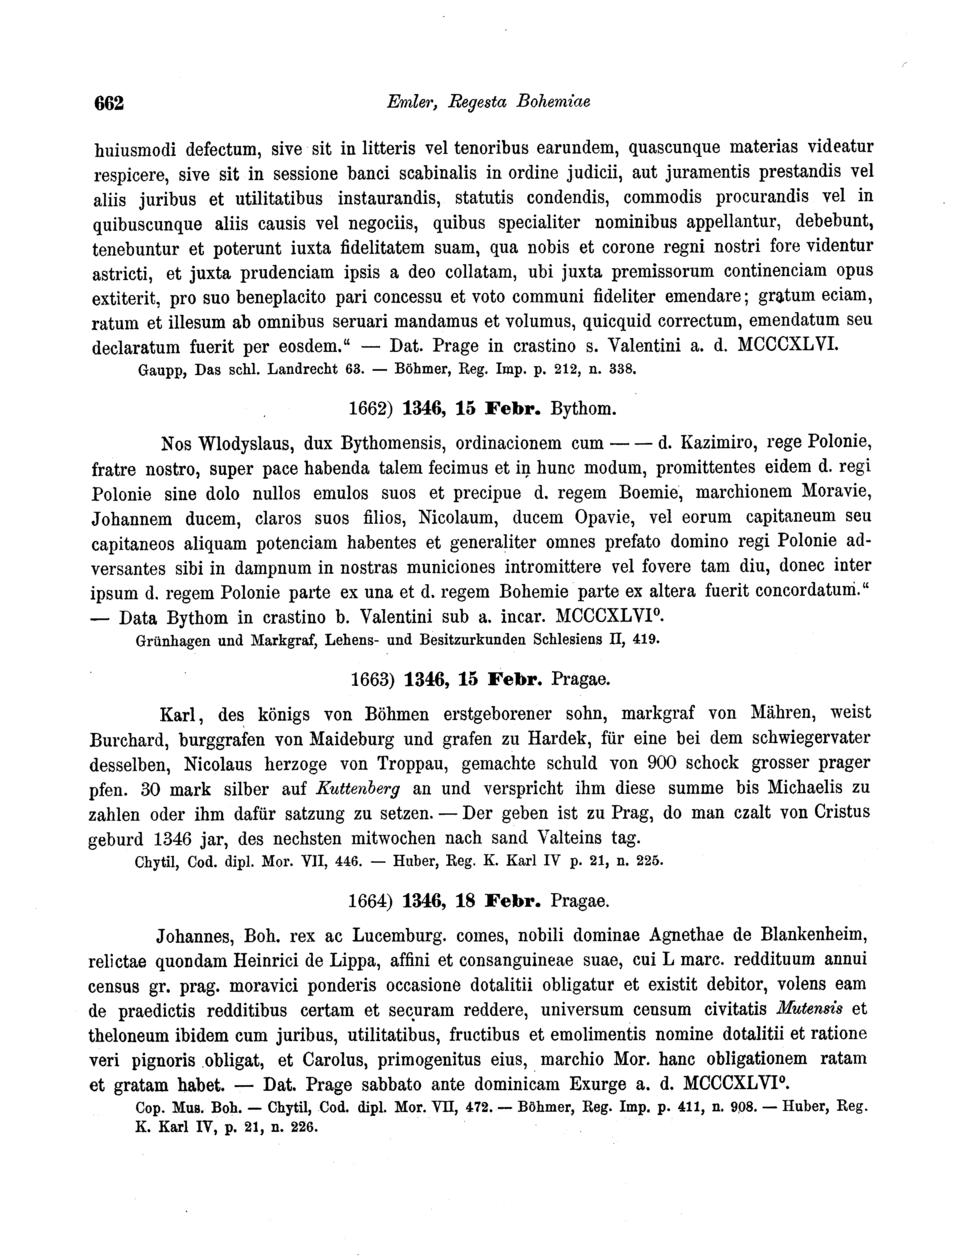 662 Emler, Regesta Bohemiae
huiusmodi defectum, sive sit in litteris vel tenoribus earundem, quascunque materias videatur
respicere, sive sit in sessione banci scabinalis in ordine judicii, aut juramentis prestandis vel
aliis juribus et utilitatibus instaurandis, statutis condendis, commodis procurandis vel in
quibuscunque aliis causis vel negociis, quibus specialiter nominibus appellantur, debebunt,
tenebuntur et poterunt iuxta fidelitatem suam, qua nobis et corone regni nostri fore videntur
astricti, et juxta prudenciam ipsis a deo collatam, ubi juxta premissorum continenciam opus
extiterit, pro suo beneplacito pari concessu et voto communi fideliter emendare; gratum eciam,
ratum et illesum ab omnibus seruari mandamus et volumus, quicquid correctum, emendatum seu
declaratum fuerit per eosdem.“ — Dat. Prage in crastino s. Valentini a. d. MCCCXLVI.
Gaupp, Das schl. Landrecht 63. — Böhmer, Reg. Imp. p. 212, n. 338.
1662) 1346, 15 Febr. Bythom.
Nos Wlodyslaus, dux Bythomensis, ordinacionem cum — — d. Kazimiro, rege Polonie,
fratre nostro, super pace habenda talem fecimus et in hunc modum, promittentes eidem d. regi
Polonie sine dolo nullos emulos suos et precipue d. regem Boemie, marchionem Moravie,
Johannem ducem, claros suos filios, Nicolaum, ducem Opavie, vel eorum capitaneum seu
capitaneos aliquam potenciam habentes et generaliter omnes prefato domino regi Polonie ad-
versantes sibi in dampnum in nostras municiones intromittere vel fovere tam diu, donec inter
ipsum d. regem Polonie parte ex una et d. regem Bohemie parte ex altera fuerit concordatum.“
— Data Bythom in crastino b. Valentini sub a. incar. MCCCXLVI⁰.
Grünhagen und Markgraf, Lehens- und Besitzurkunden Schlesiens II, 419.
1663) 1346, 15 Febr. Pragae.
Karl, des königs von Böhmen erstgeborener sohn, markgraf von Mähren, weist
Burchard, burggrafen von Maideburg und grafen zu Hardek, für eine bei dem schwiegervater
desselben, Nicolaus herzoge von Troppau, gemachte schuld von 900 schock grosser prager
pfen. 30 mark silber auf Kuttenberg an und verspricht ihm diese summe bis Michaelis zu
zahlen oder ihm dafür satzung zu setzen. — Der geben ist zu Prag, do man czalt von Cristus
geburd 1346 jar, des nechsten mitwochen nach sand Valteins tag.
Chytil, Cod. dipl. Mor. VII, 446. — Huber, Reg. K. Karl IV p. 21, n. 225.
1664) 1346, 18 Febr. Pragae.
Johannes, Boh. rex ac Lucemburg. comes, nobili dominae Agnethae de Blankenheim,
relictae quondam Heinrici de Lippa, affini et consanguineae suae, cui L marc. reddituum annui
census gr. prag. moravici ponderis occasione dotalitii obligatur et existit debitor, volens eam
de praedictis redditibus certam et securam reddere, universum censum civitatis Mutensis et
theloneum ibidem cum juribus, utilitatibus, fructibus et emolimentis nomine dotalitii et ratione
veri pignoris obligat, et Carolus, primogenitus eius, marchio Mor. hanc obligationem ratam
et gratam habet. — Dat. Prage sabbato ante dominicam Exurge a. d. MCCCXLVI⁰.
Cop. Mus. Boh. — Chytil, Cod. dipl. Mor. VII, 472. — Böhmer, Reg. Imp. p. 411, n. 908. — Huber, Reg.
K. Karl IV, p. 21, n. 226.